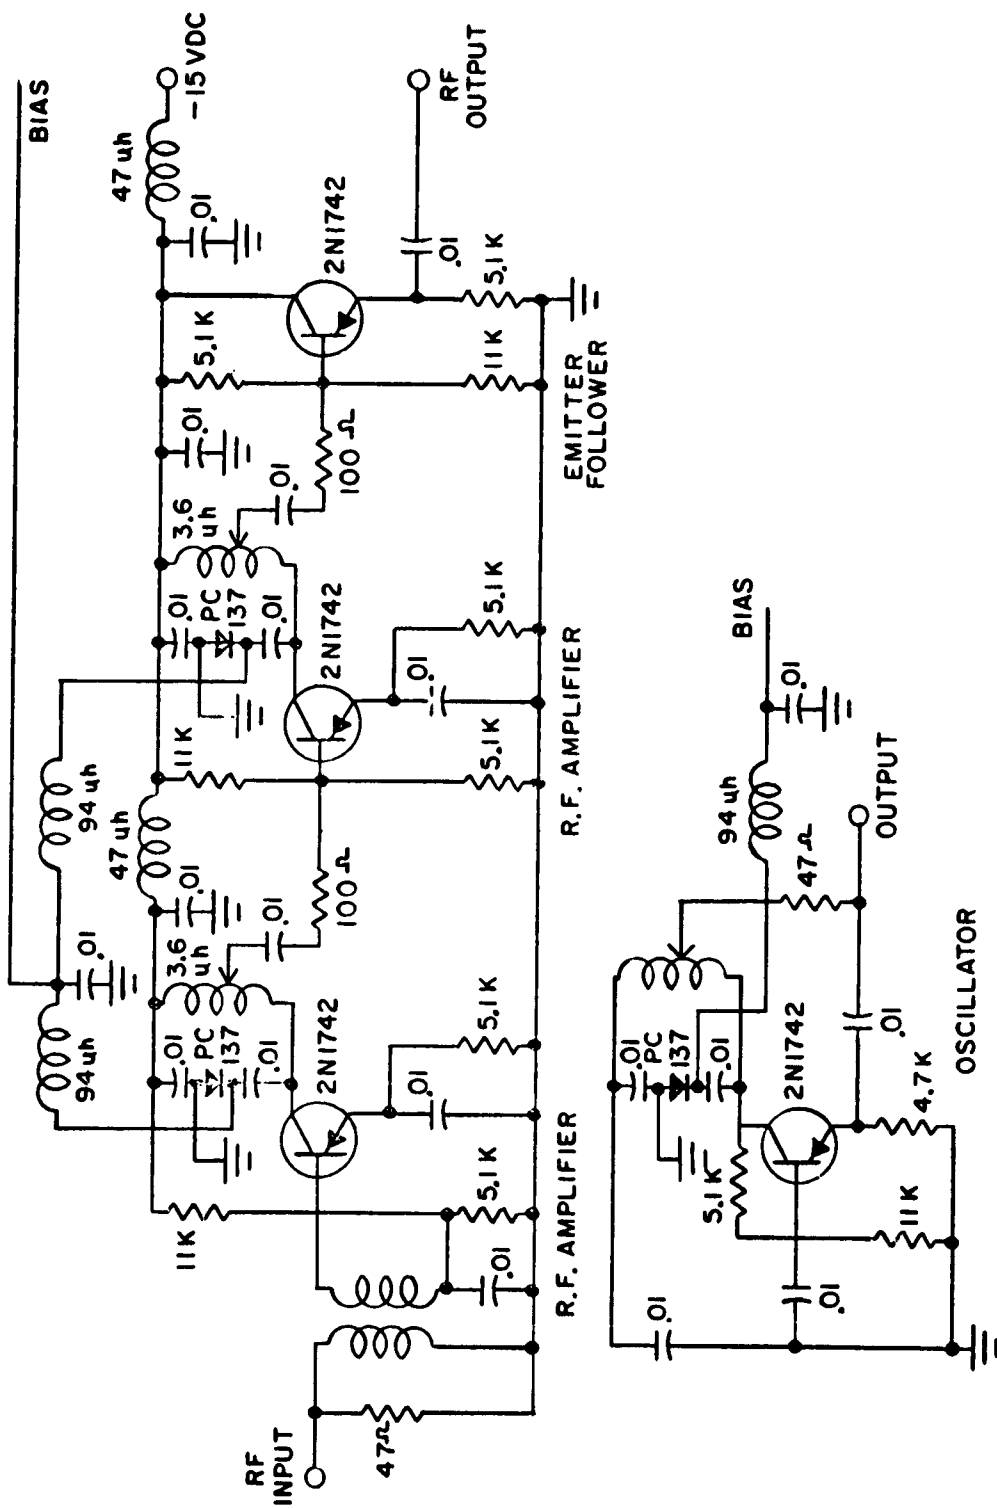 BIAS
94uh
94uh
.01
47uh
47uh
-15VDC
11K
.01
PC
137
.01
3.6
uh
.01
11K
.01
PC
137
.01
3.6
uh
.01
5.1K
.01
.01
.01
2N1742
2N1742
2N1742
100Ω
100Ω
RF
INPUT
47Ω
.01
5.1K
.01
5.1K
5.1K
.01
5.1K
11K
5.1K
.01
RF
OUTPUT
R.F. AMPLIFIER
R.F. AMPLIFIER
EMITTER
FOLLOWER
.01
.01
PC
137
.01
5.1K
94uh
BIAS
.01
2N1742
47Ω
.01
11K
4.7K
.01
OUTPUT
OSCILLATOR